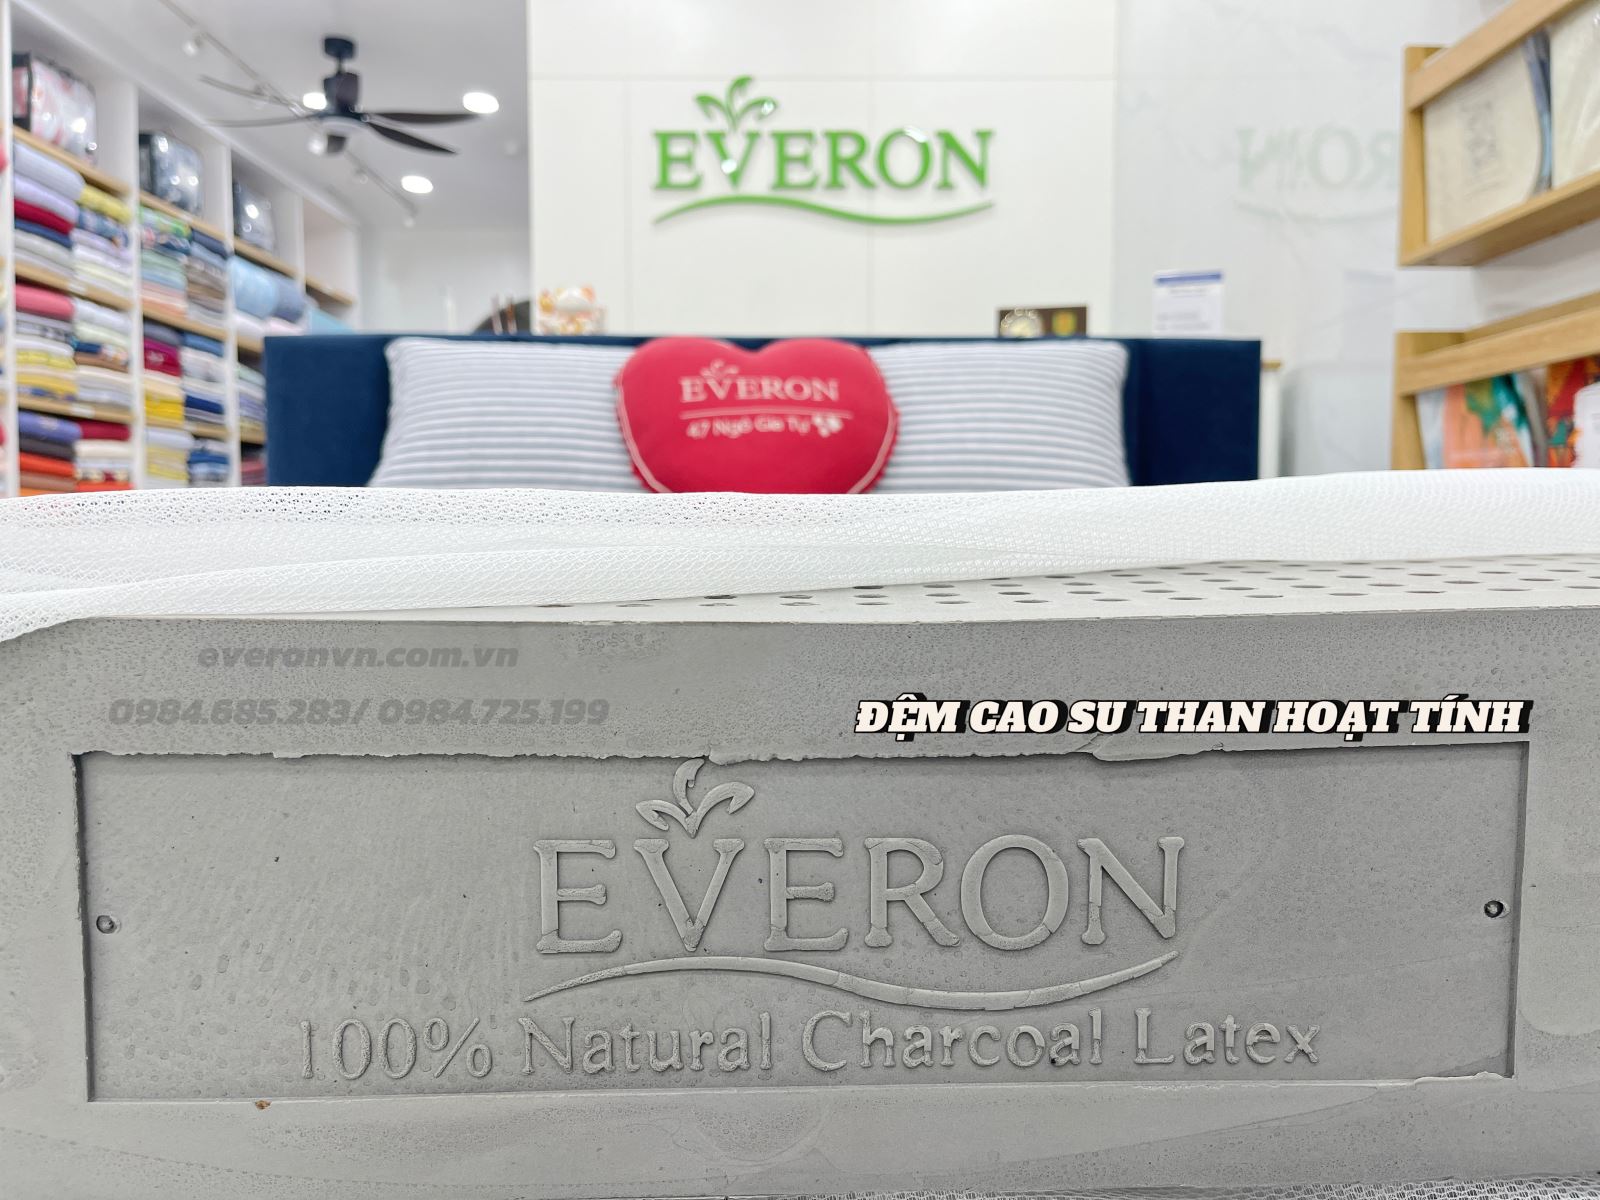 EVERON
EVERON
47 Ngô Gia Tự
everonvn.com.vn
0984.685.283/ 0984.725.199
ĐỆM CAO SU THAN HOẠT TÍNH
EVERON
100% Natural Charcoal Latex